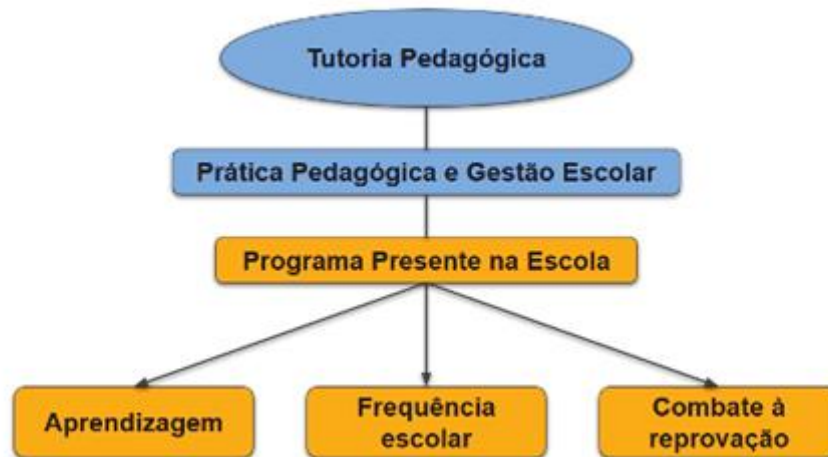 Tutoria Pedagógica
Prática Pedagógica e Gestão Escolar
Programa Presente na Escola
Aprendizagem
Frequência
escolar
Combate à
reprovação